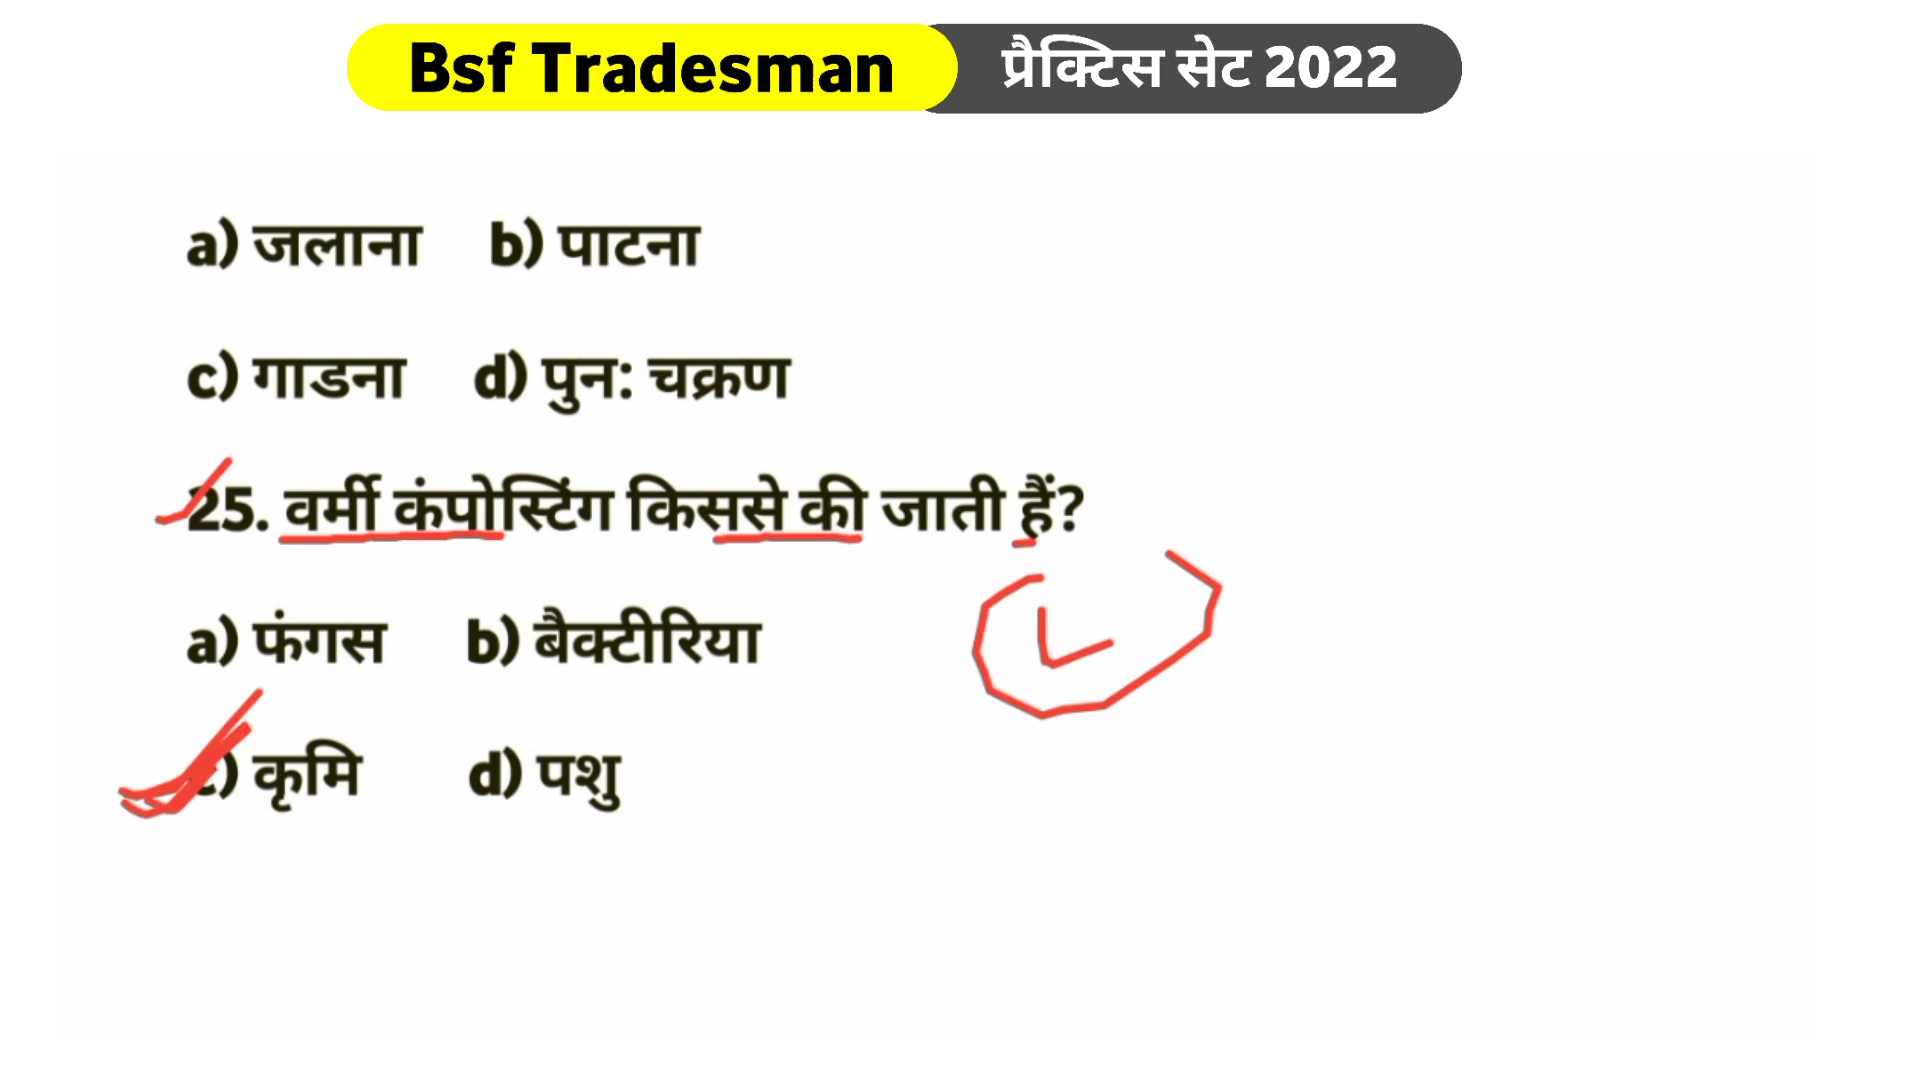 Bsf Tradesman प्रैक्टिस सेट 2022
a) जलाना b) पाटना
c) गाडना d) पुन: चक्रण
25. वर्मी कंपोस्टिंग किससे की जाती हैं?
a) फंगस b) बैक्टीरिया
c) कृमि d) पशु